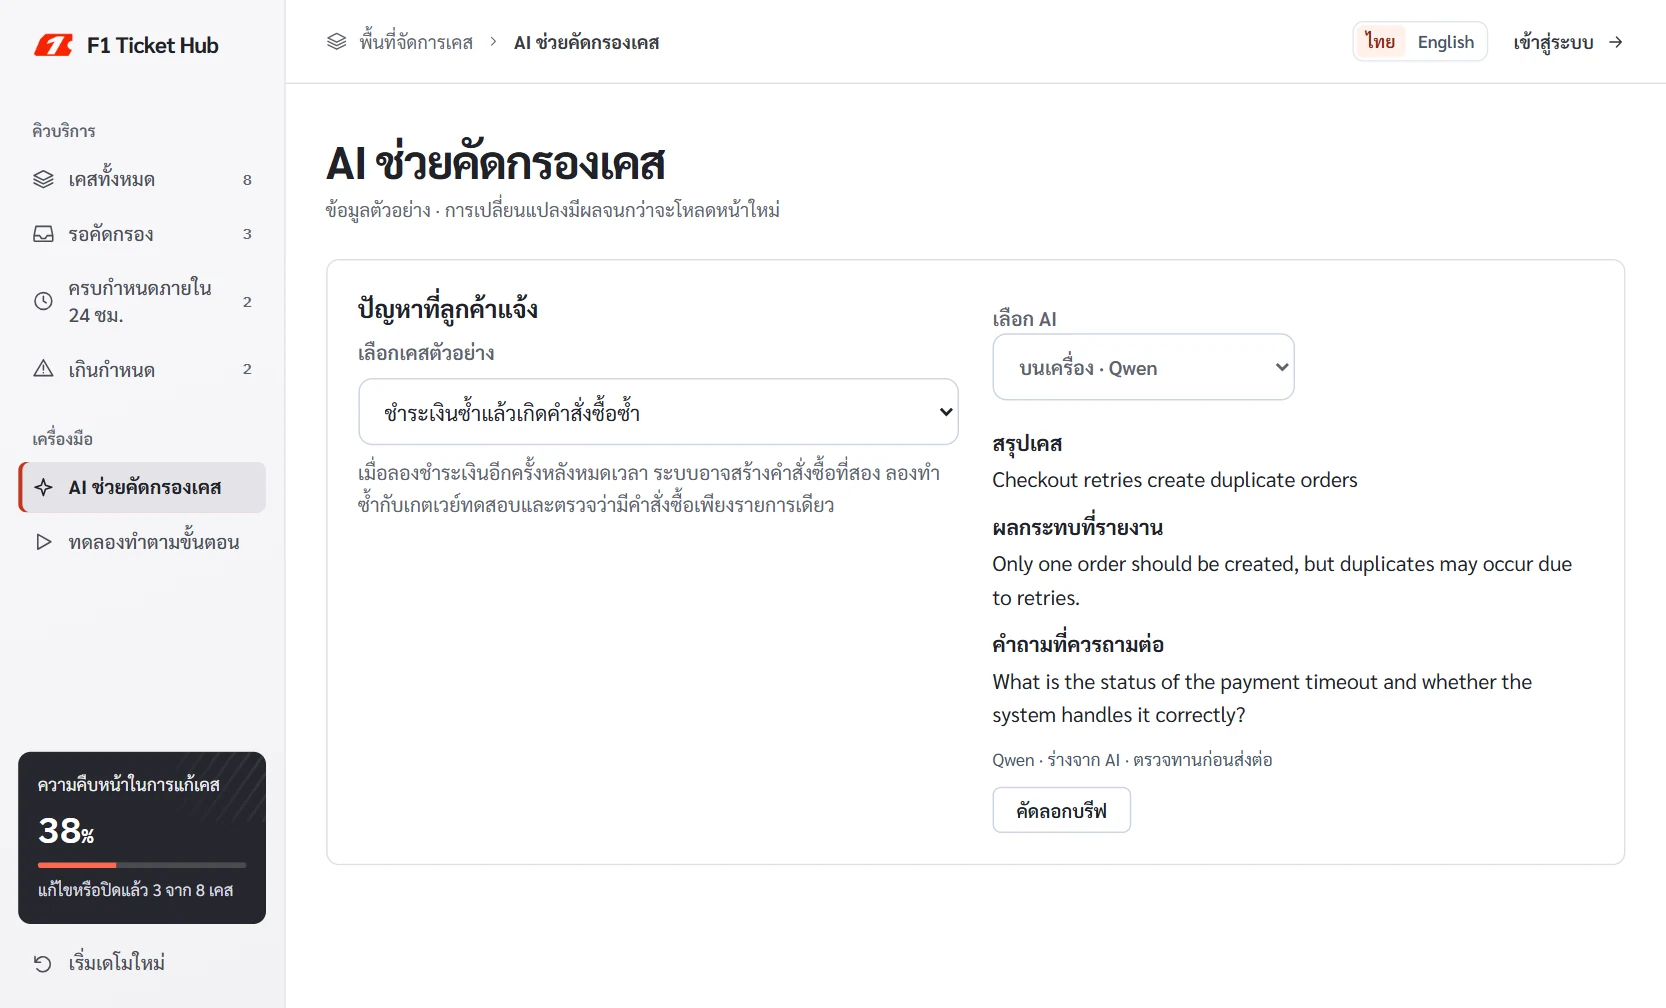 F1 Ticket Hub
คิวบริการ
เคสทั้งหมด 8
รอคัดกรอง 3
ครบกำหนดภายใน
24 ชม. 2
เกินกำหนด 2
เครื่องมือ
AI ช่วยคัดกรองเคส
ทดลองทำตามขั้นตอน
ความคืบหน้าในการแก้เคส
38%
แก้ไขหรือปิดแล้ว 3 จาก 8 เคส
เริ่มเดโมใหม่
พื้นที่จัดการเคส > AI ช่วยคัดกรองเคส
ไทย English เข้าสู่ระบบ →
AI ช่วยคัดกรองเคส
ข้อมูลตัวอย่าง · การเปลี่ยนแปลงมีผลจนกว่าจะโหลดหน้าใหม่
ปัญหาที่ลูกค้าแจ้ง
เลือกเคสตัวอย่าง
ชำระเงินซ้ำแล้วเกิดคำสั่งซื้อซ้ำ
เมื่อลองชำระเงินอีกครั้งหลังหมดเวลา ระบบอาจสร้างคำสั่งซื้อที่สอง ลองทำ
ซ้ำกับเกตเวย์ทดสอบและตรวจว่ามีคำสั่งซื้อเพียงรายการเดียว
เลือก AI
บนเครื่อง · Qwen
สรุปเคส
Checkout retries create duplicate orders
ผลกระทบที่รายงาน
Only one order should be created, but duplicates may occur due
to retries.
คำถามที่ควรถามต่อ
What is the status of the payment timeout and whether the
system handles it correctly?
Qwen · ร่างจาก AI · ตรวจทานก่อนส่งต่อ
คัดลอกบรีฟ